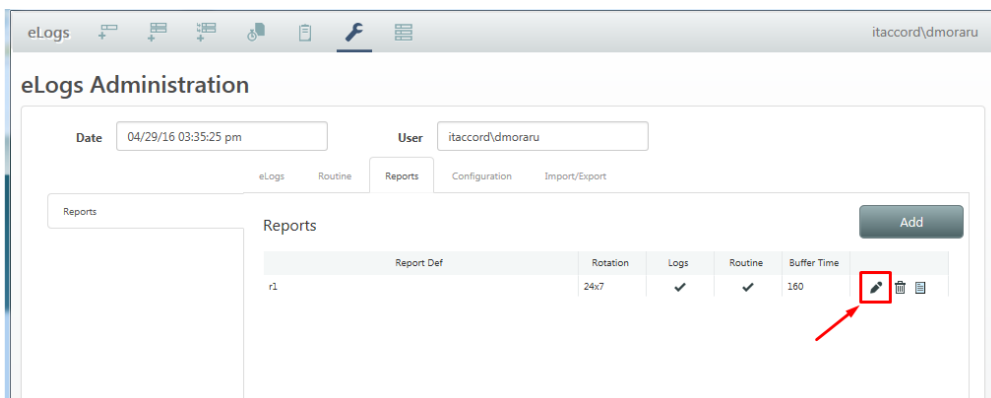 eLogs
itaccord\dmoraru
eLogs Administration
Date 04/29/16 03:35:25 pm User itaccord\dmoraru
eLogs Routine Reports Configuration Import/Export
Reports
Reports
Add
Report Def Rotation Logs Routine Buffer Time
r1 24x7 ✔ ✔ 160